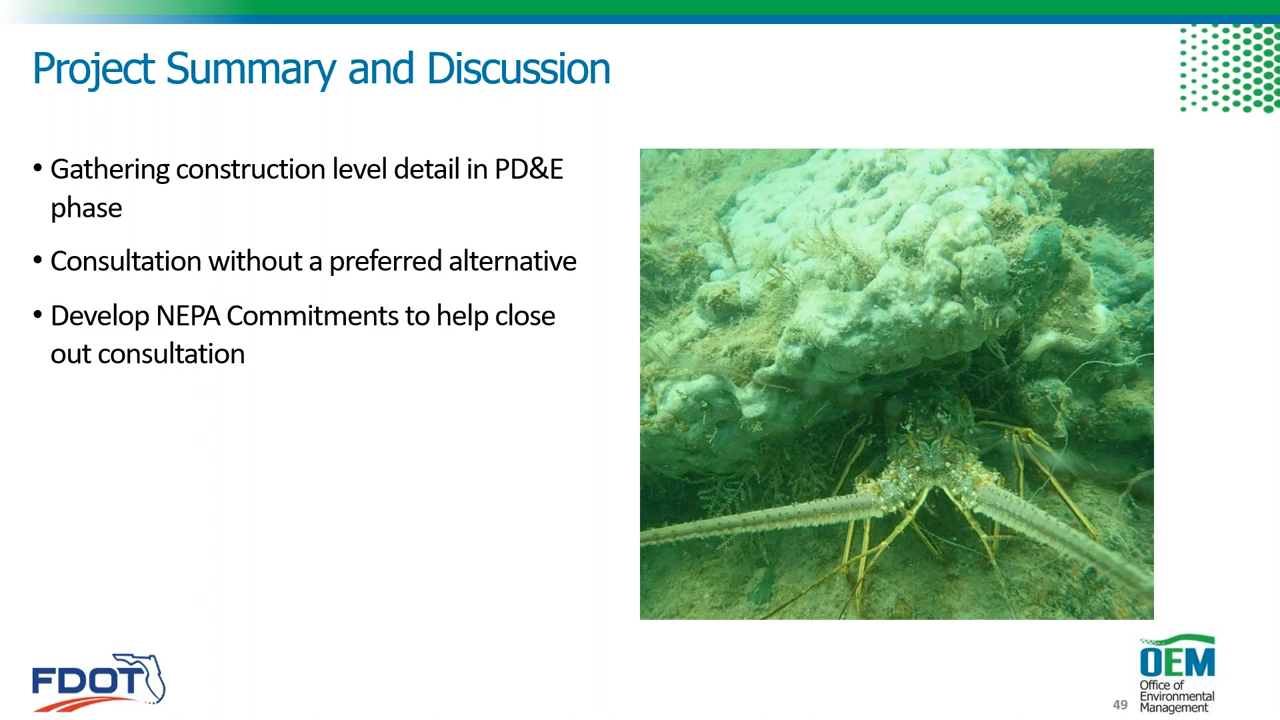 Project Summary and Discussion
• Gathering construction level detail in PD&E
phase
• Consultation without a preferred alternative
• Develop NEPA Commitments to help close
out consultation
FDOT
49
OEM
Office of
Environmental
Management